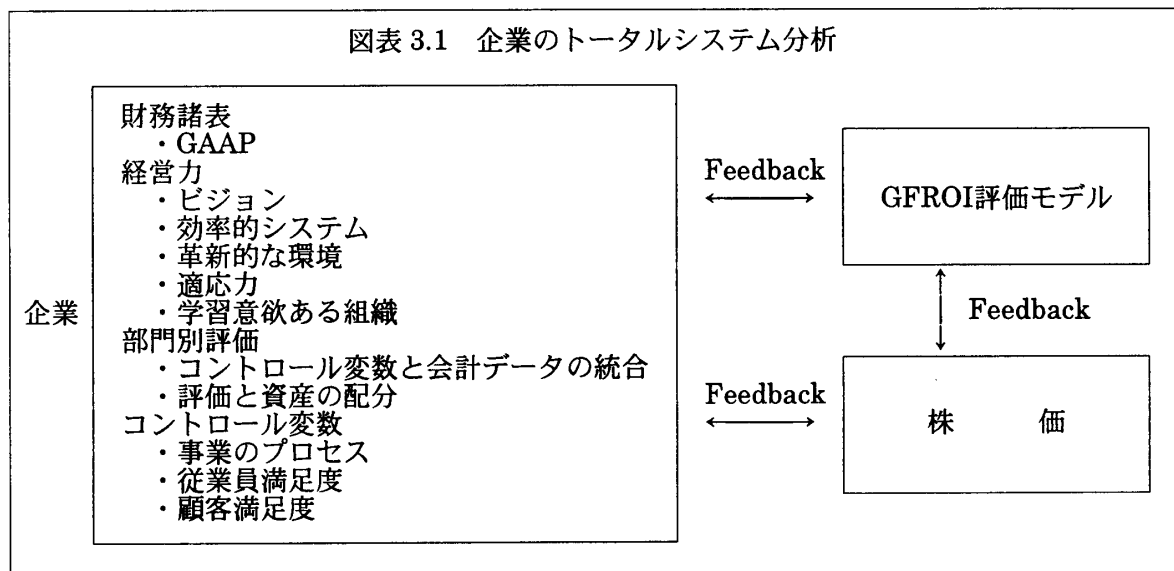 図表 3.1 企業のトータルシステム分析
企業
財務諸表
・GAAP
経営力
・ビジョン
・効率的システム
・革新的な環境
・適応力
・学習意欲ある組織
部門別評価
・コントロール変数と会計データの統合
・評価と資産の配分
コントロール変数
・事業のプロセス
・従業員満足度
・顧客満足度
Feedback
GFROI評価モデル
Feedback
Feedback
株 価